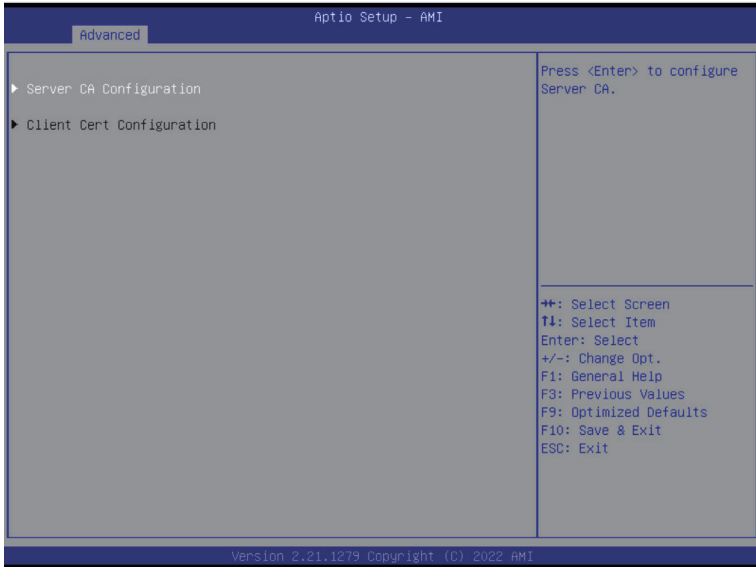 Aptio Setup - AMI
Advanced
▶ Server CA Configuration
▶ Client Cert Configuration
Press <Enter> to configure
Server CA.
→←: Select Screen
↑↓: Select Item
Enter: Select
+/-: Change Opt.
F1: General Help
F3: Previous Values
F9: Optimized Defaults
F10: Save & Exit
ESC: Exit
Version 2.21.1279 Copyright (C) 2022 AMI